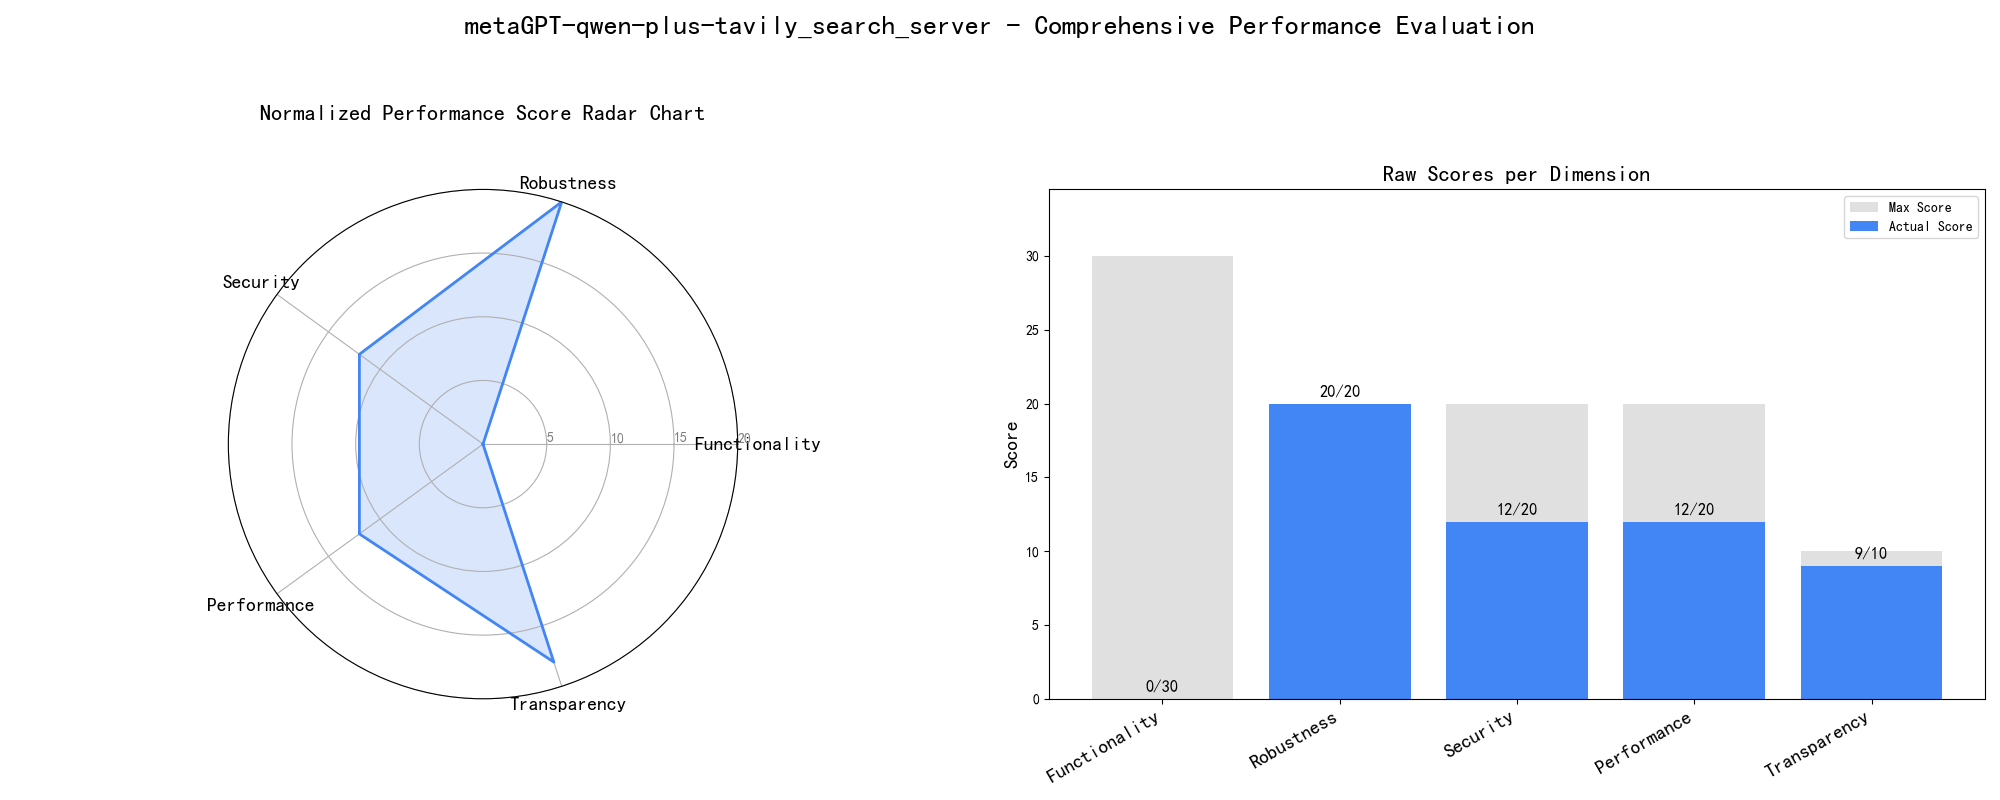 metaGPT-qwen-plus-tavily_search_server - Comprehensive Performance Evaluation
Normalized Performance Score Radar Chart
Robustness
Security
Functionality
Performance
Transparency
5
10
15
20
Raw Scores per Dimension
Max Score
Actual Score
Score
30
25
20
15
10
5
0
0/30
20/20
12/20
12/20
9/10
Functionality
Robustness
Security
Performance
Transparency